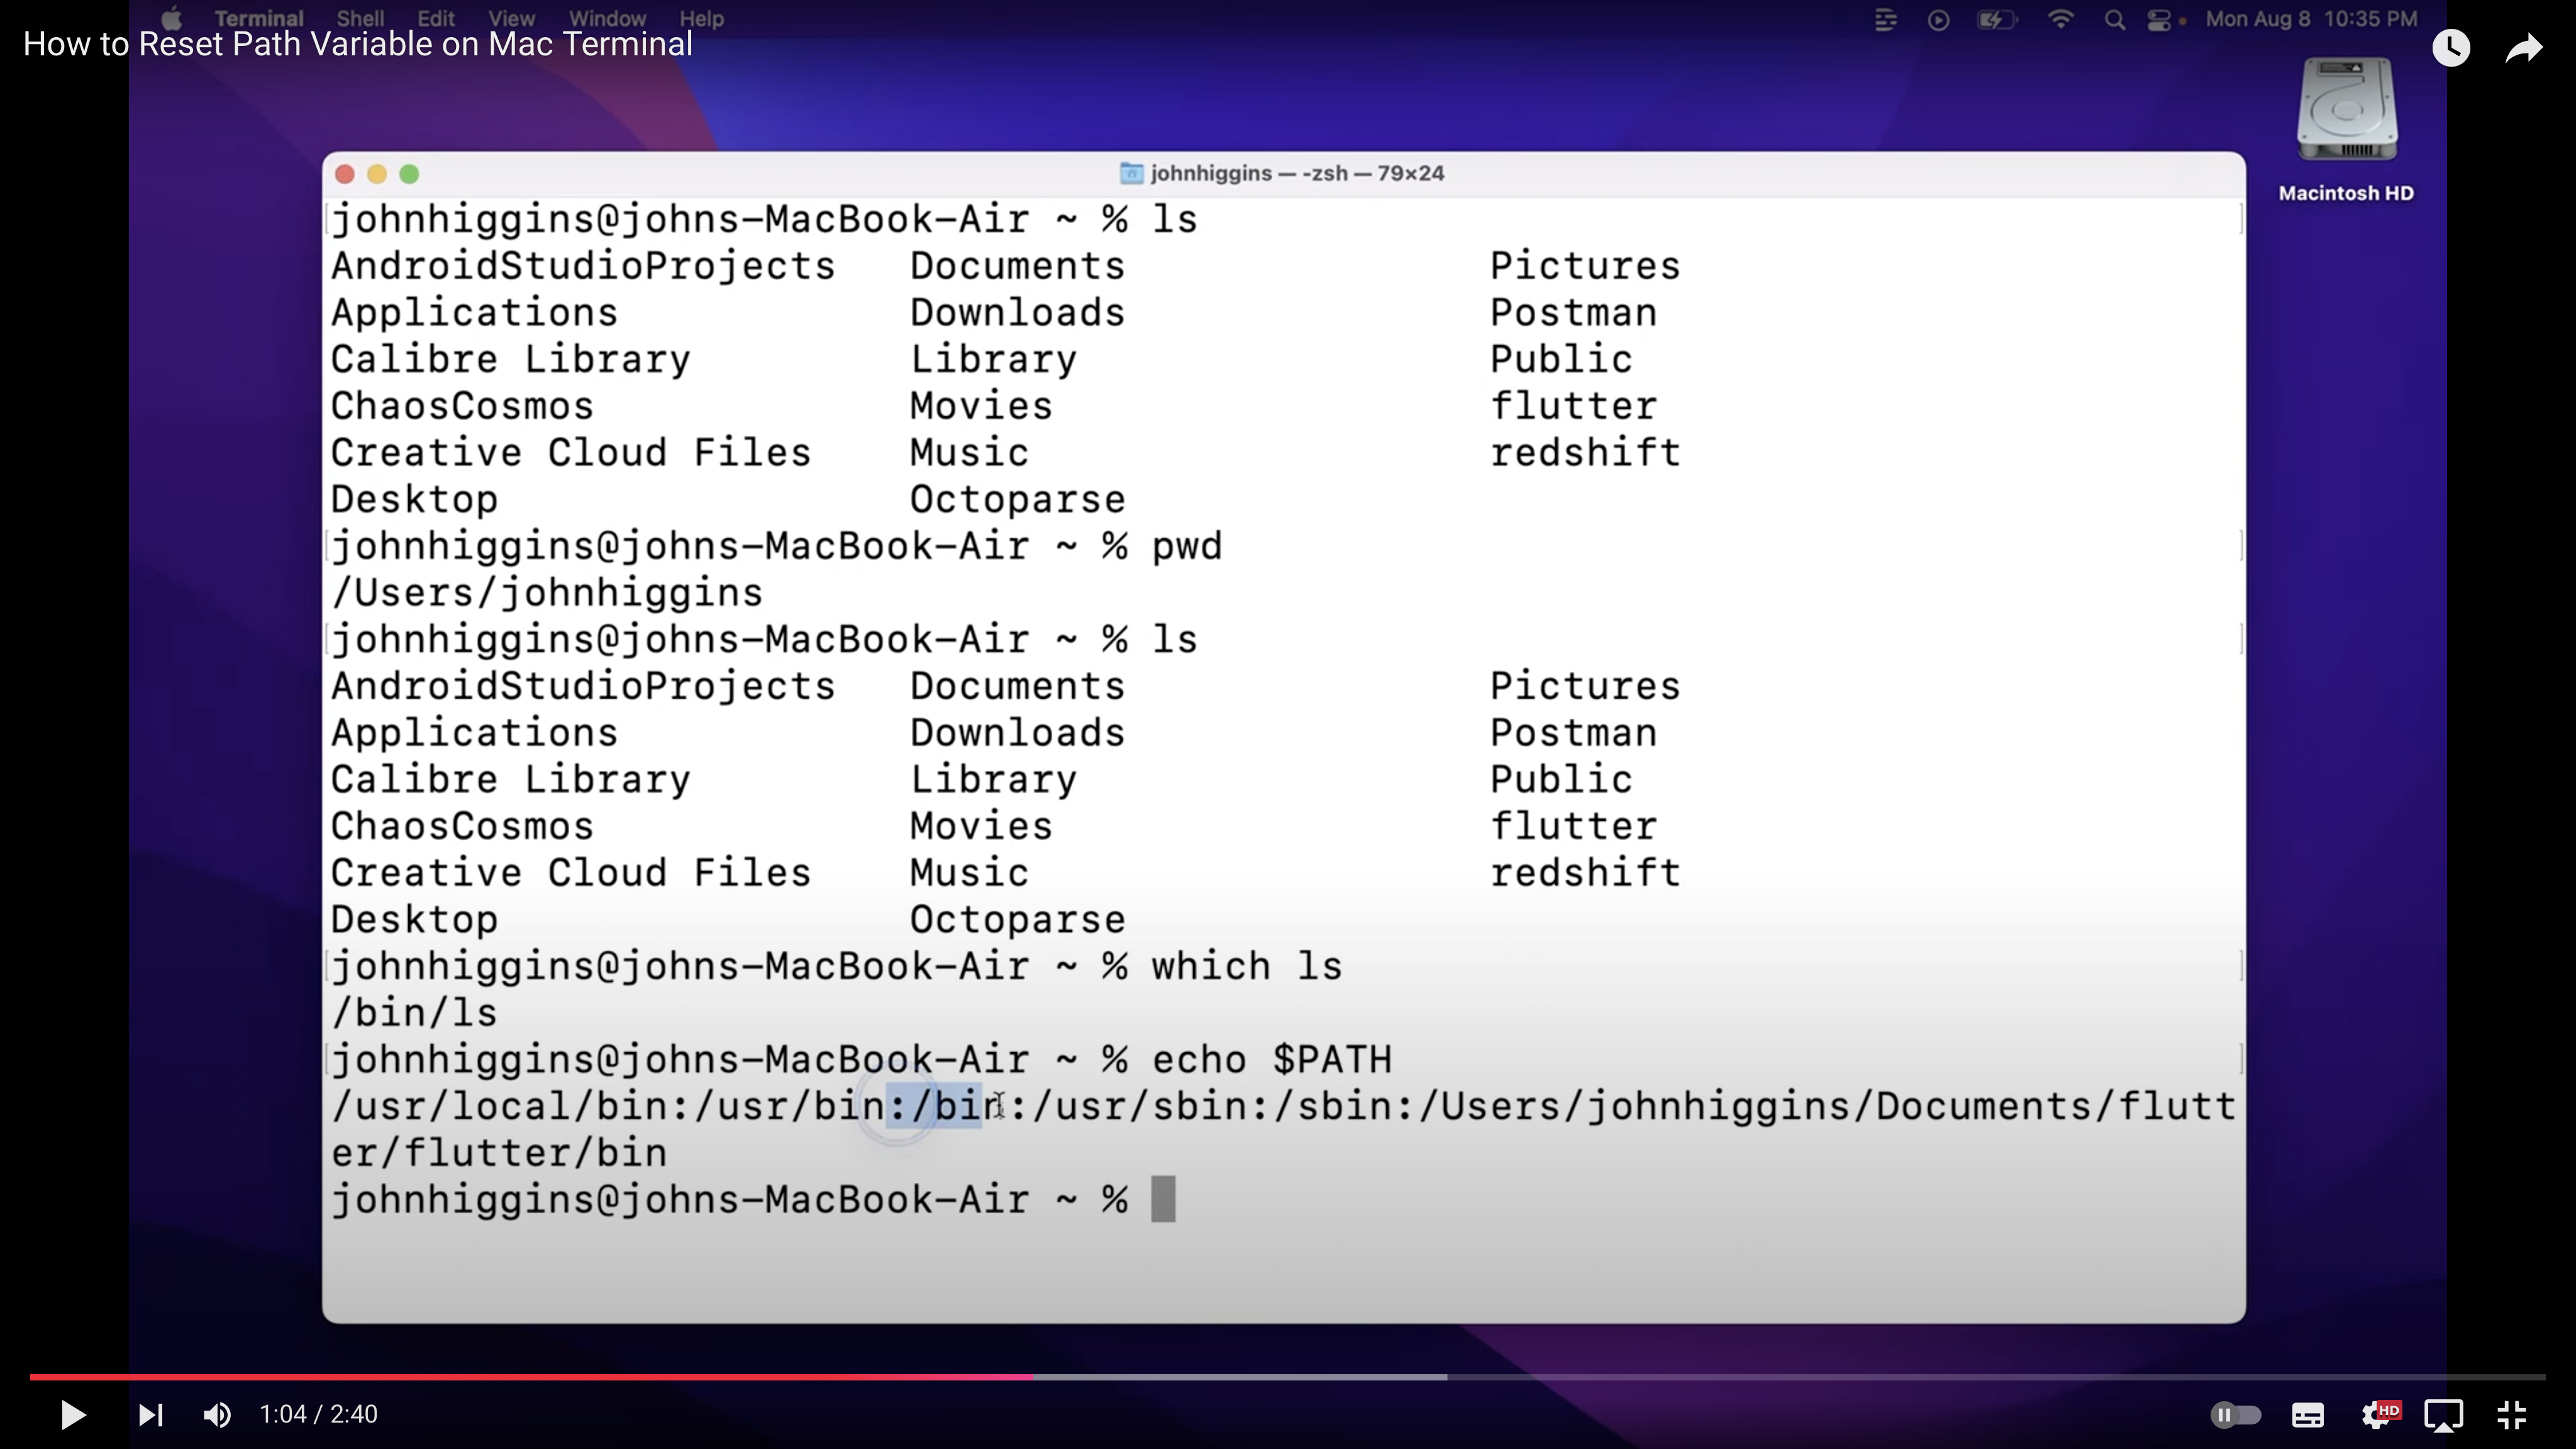 Terminal Shell Edit View Window Help Mon Aug 8 10:35 PM
How to Reset Path Variable on Mac Terminal
Macintosh HD
johnhiggins — -zsh — 79×24
johnhiggins@johns-MacBook-Air ~ % ls
AndroidStudioProjects Documents Pictures
Applications Downloads Postman
Calibre Library Library Public
ChaosCosmos Movies flutter
Creative Cloud Files Music redshift
Desktop Octoparse
johnhiggins@johns-MacBook-Air ~ % pwd
/Users/johnhiggins
johnhiggins@johns-MacBook-Air ~ % ls
AndroidStudioProjects Documents Pictures
Applications Downloads Postman
Calibre Library Library Public
ChaosCosmos Movies flutter
Creative Cloud Files Music redshift
Desktop Octoparse
johnhiggins@johns-MacBook-Air ~ % which ls
/bin/ls
johnhiggins@johns-MacBook-Air ~ % echo $PATH
/usr/local/bin:/usr/bin:/bin:/usr/sbin:/sbin:/Users/johnhiggins/Documents/flutt
er/flutter/bin
johnhiggins@johns-MacBook-Air ~ %
1:04 / 2:40 HD